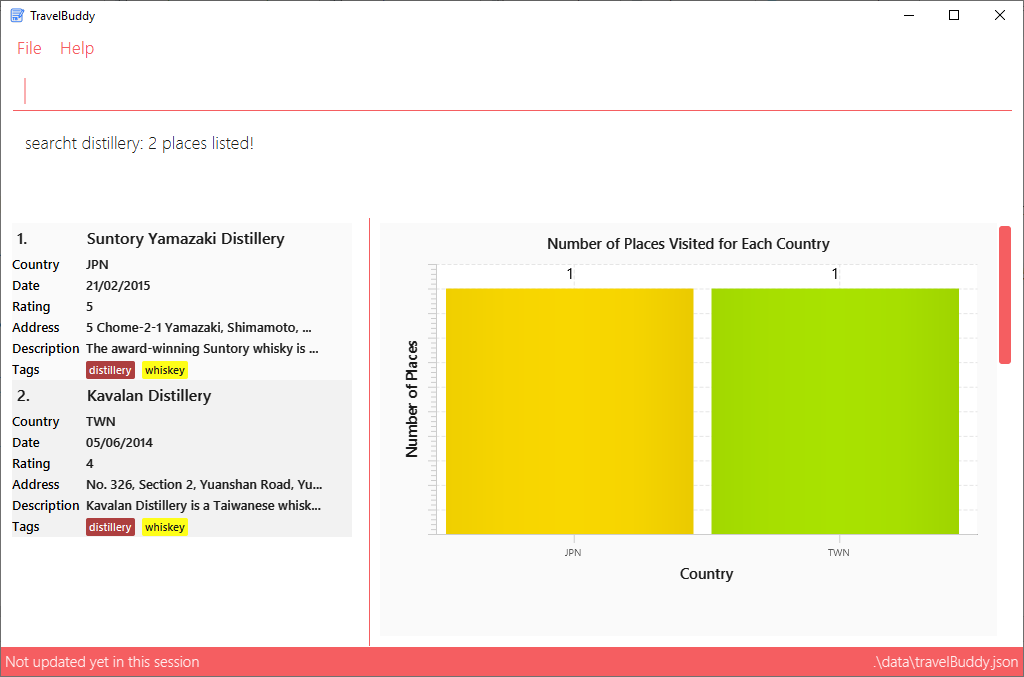 TravelBuddy
File Help
searcht distillery: 2 places listed!
1. Suntory Yamazaki Distillery
Country JPN
Date 21/02/2015
Rating 5
Address 5 Chome-2-1 Yamazaki, Shimamoto, ...
Description The award-winning Suntory whisky is ...
Tags distillery whiskey
2. Kavalan Distillery
Country TWN
Date 05/06/2014
Rating 4
Address No. 326, Section 2, Yuanshan Road, Yu...
Description Kavalan Distillery is a Taiwanese whisk...
Tags distillery whiskey
Number of Places Visited for Each Country
1 1
Number of Places
JPN TWN
Country
Not updated yet in this session .\data\travelBuddy.json